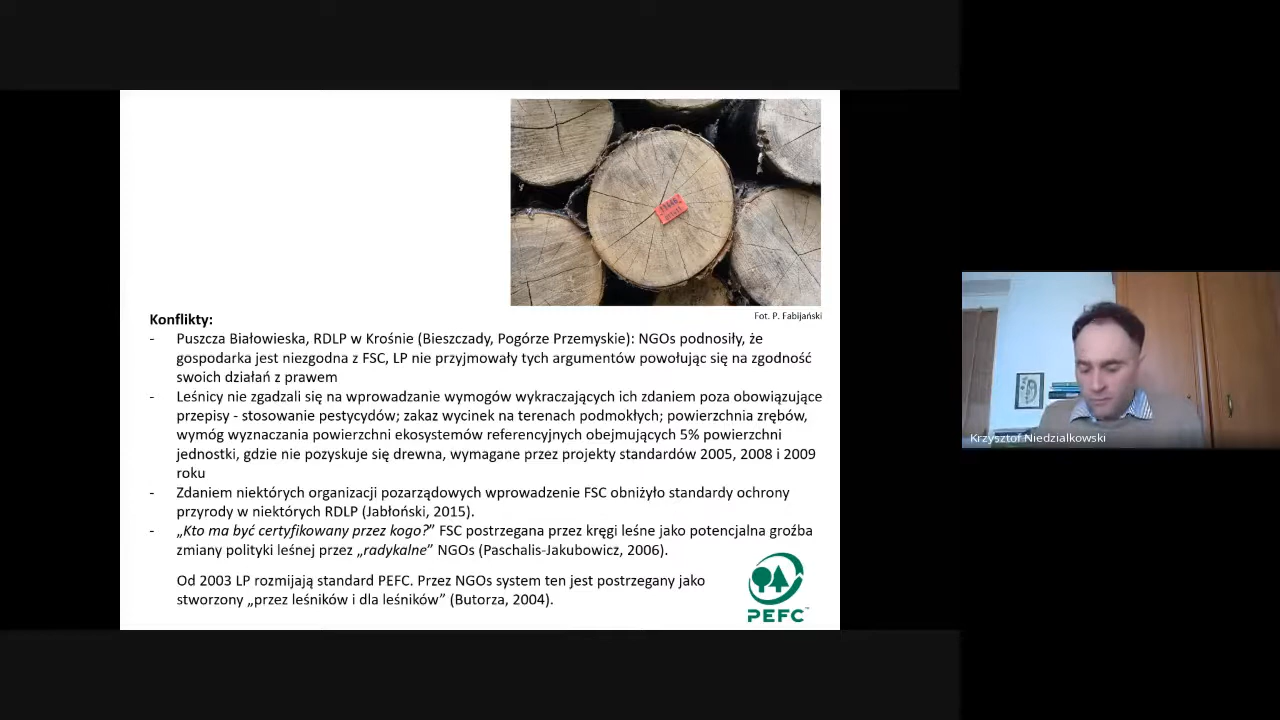 Fot. P. Fabijański
Konflikty:
- Puszcza Białowieska, RDLP w Krośnie (Bieszczady, Pogórze Przemyskie): NGOs podnosiły, że
gospodarka jest niezgodna z FSC, LP nie przyjmowały tych argumentów powołując się na zgodność
swoich działań z prawem
- Leśnicy nie zgadzali się na wprowadzanie wymogów wykraczających ich zdaniem poza obowiązujące
przepisy - stosowanie pestycydów; zakaz wycinek na terenach podmokłych; powierzchnia zrębów,
wymóg wyznaczania powierzchni ekosystemów referencyjnych obejmujących 5% powierzchni
jednostki, gdzie nie pozyskuje się drewna, wymagane przez projekty standardów 2005, 2008 i 2009
roku
- Zdaniem niektórych organizacji pozarządowych wprowadzenie FSC obniżyło standardy ochrony
przyrody w niektórych RDLP (Jabłoński, 2015).
- „Kto ma być certyfikowany przez kogo?” FSC postrzegana przez kręgi leśne jako potencjalna groźba
zmiany polityki leśnej przez „radykalne” NGOs (Paschalis-Jakubowicz, 2006).
Od 2003 LP rozmijają standard PEFC. Przez NGOs system ten jest postrzegany jako
stworzony „przez leśników i dla leśników” (Butorza, 2004).
PEFC™
Krzysztof Niedzialkowski